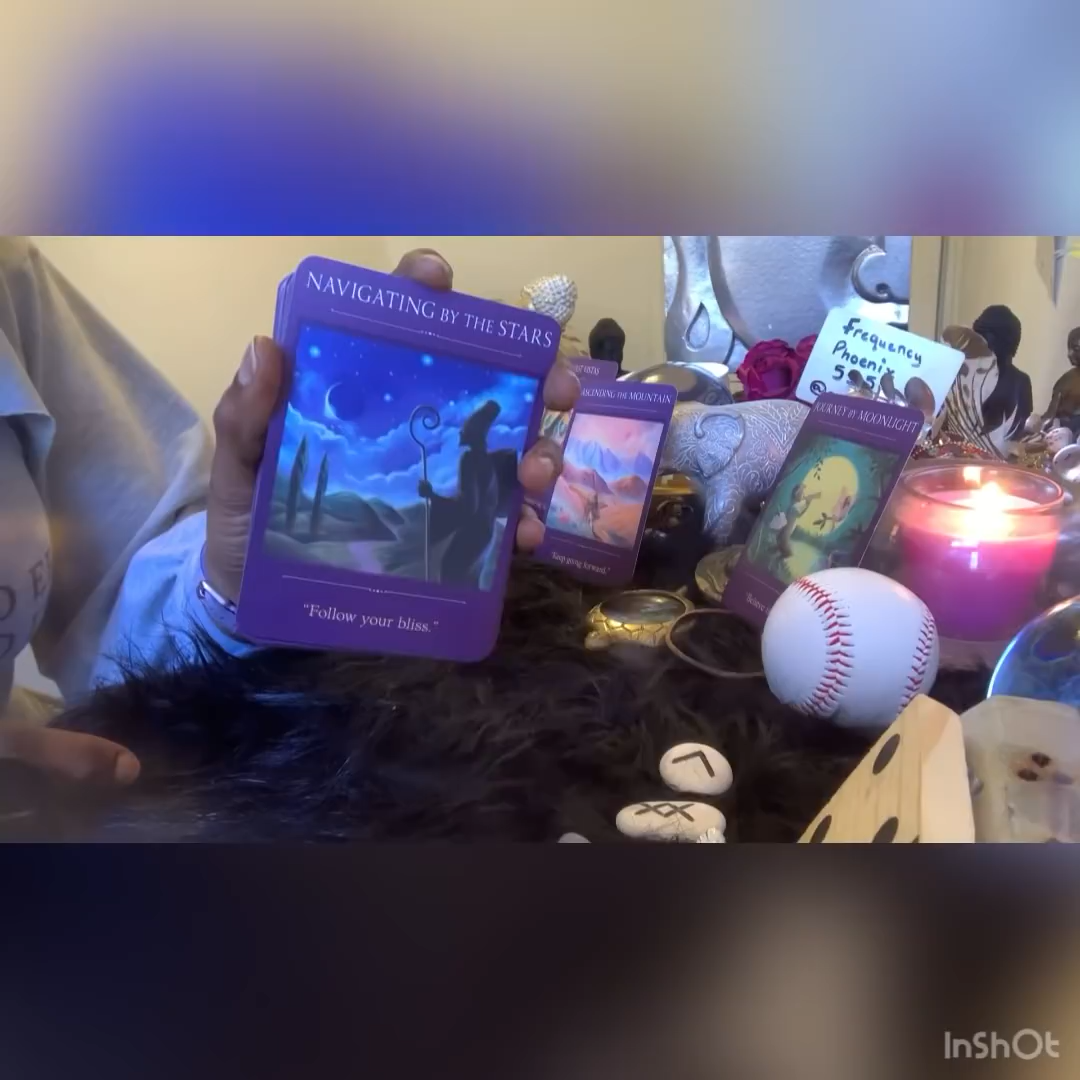 NAVIGATING BY THE STARS
"Follow your bliss."
ASCENDING THE MOUNTAIN
"Keep going forward."
JOURNEY BY MOONLIGHT
"Believe
Frequency
Phoenix
InShOt